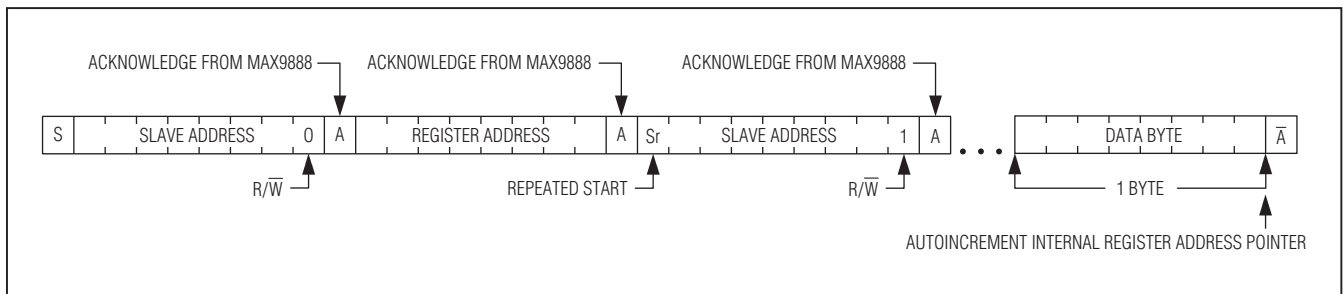 ACKNOWLEDGE FROM MAX9888 ACKNOWLEDGE FROM MAX9888 ACKNOWLEDGE FROM MAX9888
S SLAVE ADDRESS 0 A REGISTER ADDRESS A Sr SLAVE ADDRESS 1 A ... DATA BYTE A̅
R/W̅ REPEATED START R/W̅ 1 BYTE
AUTOINCREMENT INTERNAL REGISTER ADDRESS POINTER